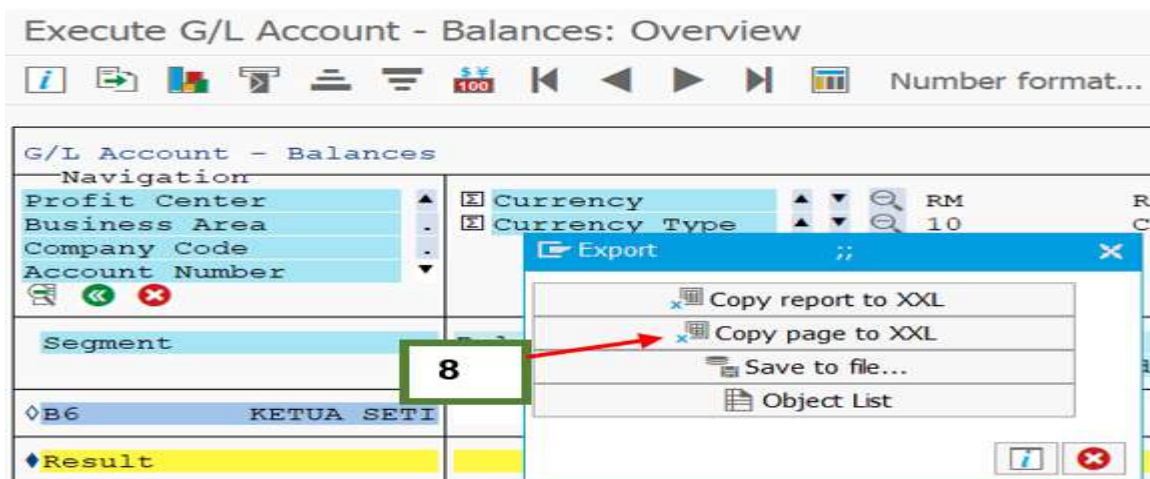 Execute G/L Account - Balances: Overview
Number format...
G/L Account - Balances
Navigation
Profit Center
Business Area
Company Code
Account Number
Currency RM R
Currency Type 10 C
Export ;;
Copy report to XXL
Copy page to XXL
Save to file...
Object List
Segment
8
B6 KETUA SETI
Result